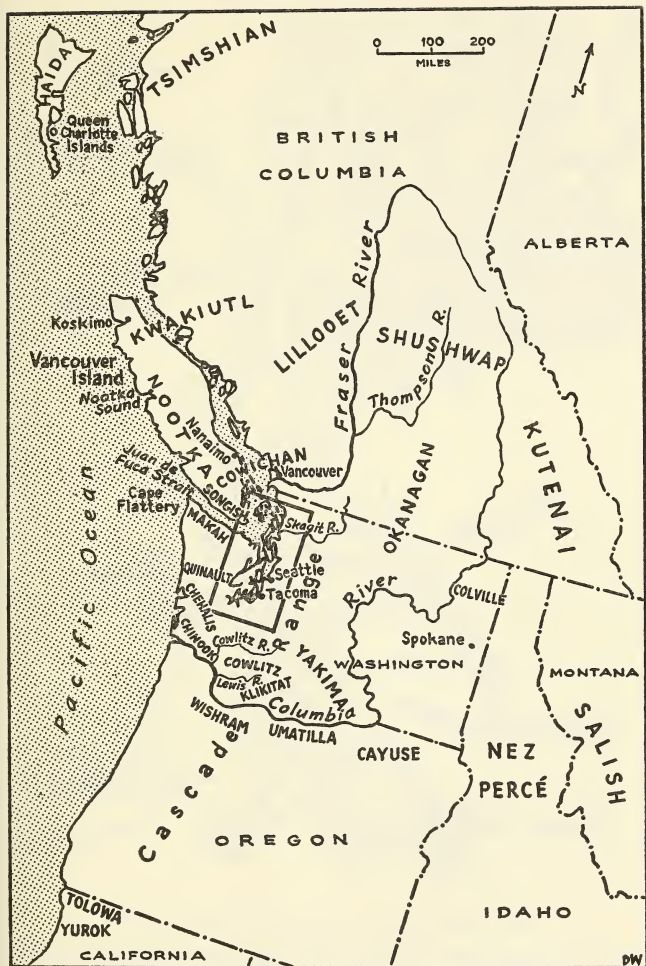 TSIMSHIAN
HAIDA
Queen
Charlotte
Islands
0 100 200
MILES
N
BRITISH
COLUMBIA
ALBERTA
Koskimo
KWAKIUTL
LILLOOET
Fraser River
SHUSHWAP
Thompson R.
Vancouver
Island
Nootka
Sound
NOOTKA
Nanaimo
COWICHAN
Vancouver
SONGISH
Juan de
Fuca Strait
Cape
Flattery
MAKAH
Skagit R.
OKANAGAN
KUTENAI
Pacific Ocean
QUINAULT
Seattle
Tacoma
CHEHALIS
CHINOOK
Cowlitz R.
COWLITZ
Lewis R.
KLIKITAT
YAKIMA
Columbia River
COLVILLE
Spokane
WASHINGTON
MONTANA
SALISH
WISHRAM
UMATILLA
CAYUSE
NEZ
PERCÉ
Cascade Range
OREGON
IDAHO
TOLOWA
YUROK
CALIFORNIA
DW